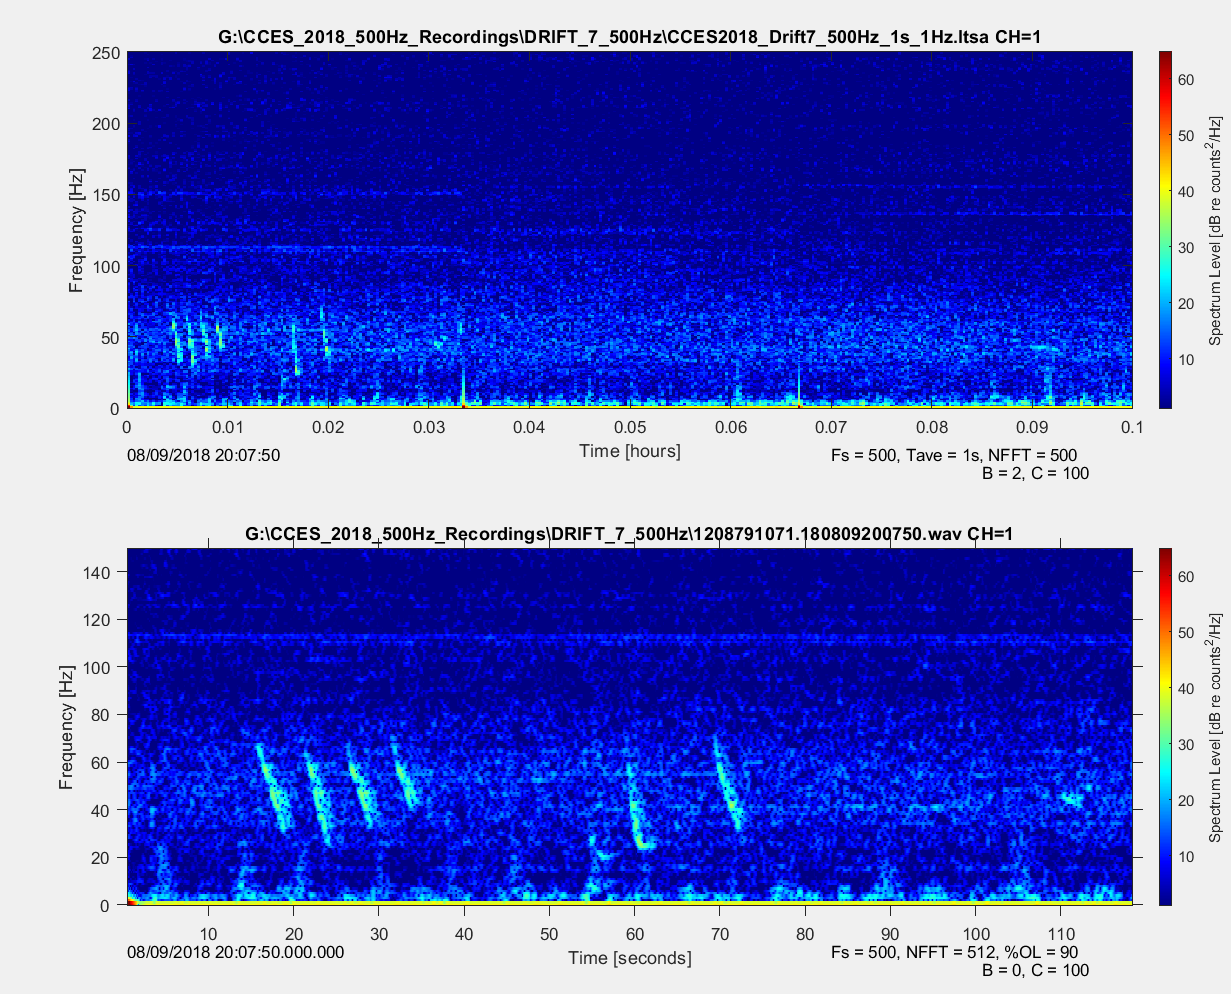 G:\CCES_2018_500Hz_Recordings\DRIFT_7_500Hz\CCES2018_Drift7_500Hz_1s_1Hz.ltsa CH=1
250
200
150
100
50
0
Frequency [Hz]
0 0.01 0.02 0.03 0.04 0.05 0.06 0.07 0.08 0.09 0.1
Time [hours]
08/09/2018 20:07:50
Fs = 500, Tave = 1s, NFFT = 500
B = 2, C = 100
60
50
40
30
20
10
Spectrum Level [dB re counts²/Hz]
G:\CCES_2018_500Hz_Recordings\DRIFT_7_500Hz\1208791071.180809200750.wav CH=1
140
120
100
80
60
40
20
0
Frequency [Hz]
10 20 30 40 50 60 70 80 90 100 110
Time [seconds]
08/09/2018 20:07:50.000.000
Fs = 500, NFFT = 512, %OL = 90
B = 0, C = 100
60
50
40
30
20
10
Spectrum Level [dB re counts²/Hz]